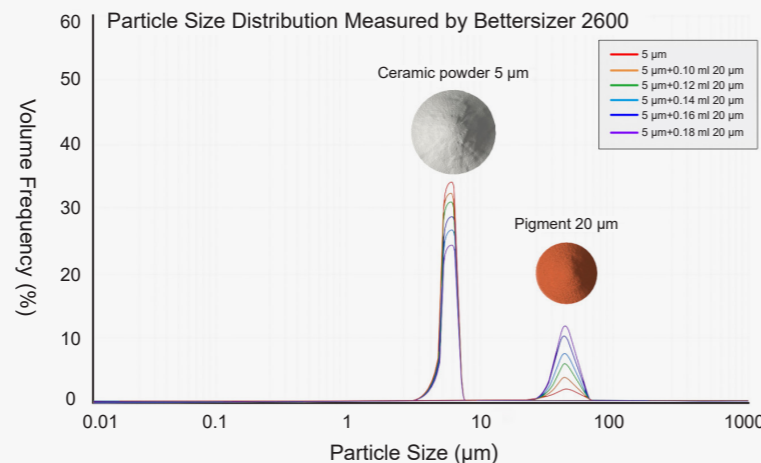 Particle Size Distribution Measured by Bettersizer 2600
60
50
40
30
20
10
0
Volume Frequency (%)
Ceramic powder 5 µm
Pigment 20 µm
5 µm
5 µm+0.10 ml 20 µm
5 µm+0.12 ml 20 µm
5 µm+0.14 ml 20 µm
5 µm+0.16 ml 20 µm
5 µm+0.18 ml 20 µm
0.01 0.1 1 10 100 1000
Particle Size (µm)